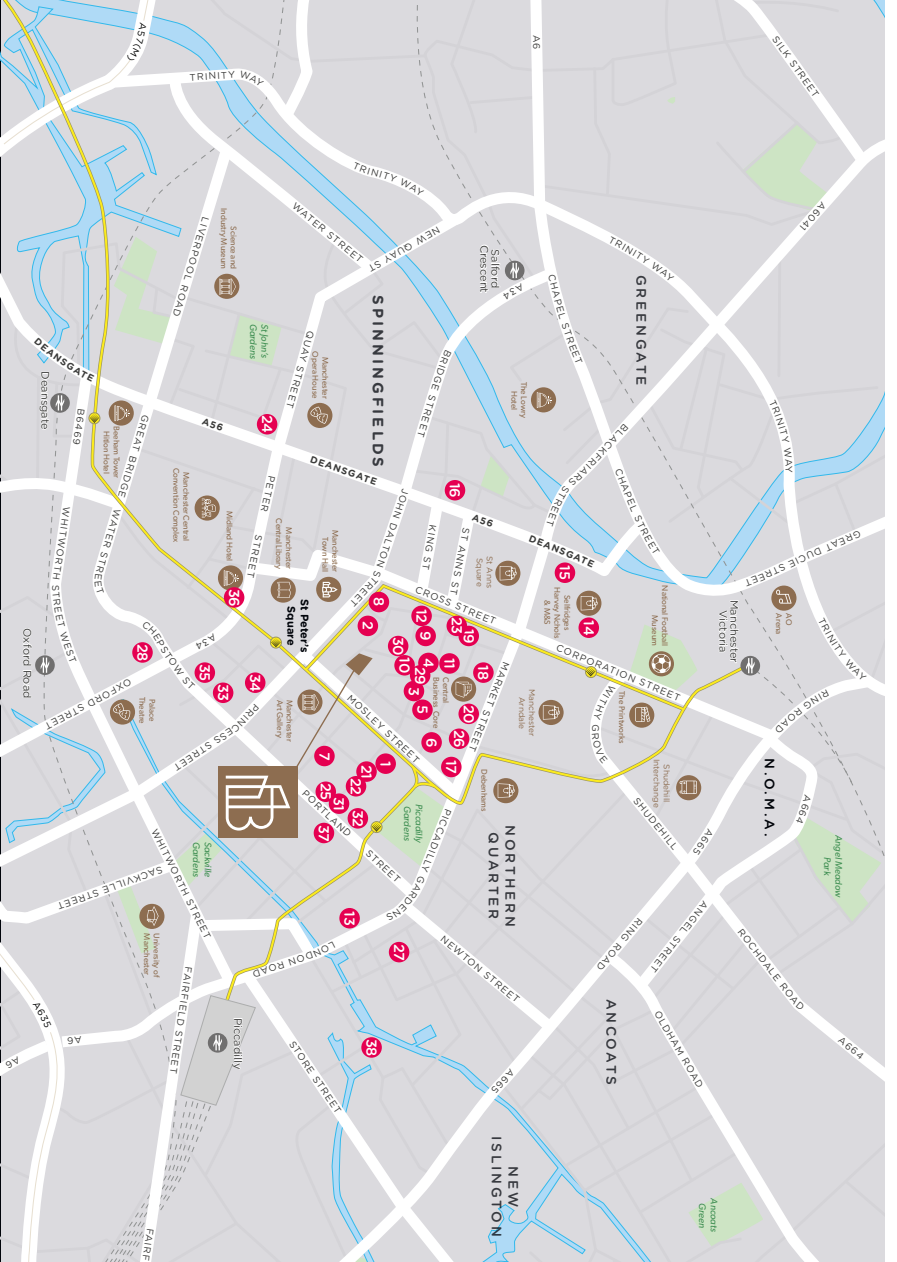 A57(M)
TRINITY WAY
A6
SILK STREET
TRINITY WAY
A6041
LIVERPOOL ROAD
Science and
Industry Museum
WATER STREET
NEW QUAY ST
Salford
Crescent
A34
TRINITY WAY
CHAPEL STREET
GREENGATE
SPINNINGFIELDS
St John's
Gardens
QUAY STREET
Manchester
Opera House
BRIDGE STREET
The Lowry
Hotel
TRINITY WAY
DEANSGATE
Deansgate
B6469
Beeham Tower
Hilton Hotel
GREAT BRIDGEWATER STREET
A56
24
DEANSGATE
BLACKFRIARS STREET
CHAPEL STREET
Manchester Central
Convention Complex
PETER STREET
Midland Hotel
Manchester
Central Library
Manchester
Town Hall
JOHN DALTON STREET
16
A56
KING ST
ST ANNS ST
St Anns
Square
DEANSGATE
15
GREAT DUCIE STREET
WHITWORTH STREET WEST
36
St Peter's
Square
8
2
CROSS STREET
12
9
23
19
Selfridges
Harvey Nichols
& M&S
14
National Football
Museum
Manchester
Victoria
AO
Arena
TRINITY WAY
Oxford Road
28
CHEPSTOW ST
A34
35
33
34
OXFORD STREET
Palace
Theatre
PRINCESS STREET
Manchester
Art Gallery
MOSLEY STREET
30
10
4
29
3
5
11
18
Central
Business Core
20
26
6
17
MARKET STREET
CORPORATION STREET
Manchester
Arndale
WITHY GROVE
The Printworks
RING ROAD
N.O.M.A.
7
1
21
22
25
31
32
37
PORTLAND STREET
Piccadilly
Gardens
Debenhams
Shudehill
Interchange
SHUDEHILL
A665
A664
Angel Meadow
Park
PICCADILLY GARDENS
NORTHERN
QUARTER
WHITWORTH STREET
Sackville
Gardens
SACKVILLE STREET
University of
Manchester
13
27
LONDON ROAD
NEWTON STREET
RING ROAD
ANGEL STREET
ROCHDALE ROAD
A664
FAIRFIELD STREET
A635
A6
A6
Piccadilly
38
STORE STREET
A665
ANCOATS
OLDHAM ROAD
NEW
ISLINGTON
Ancoats
Green
FAIRF